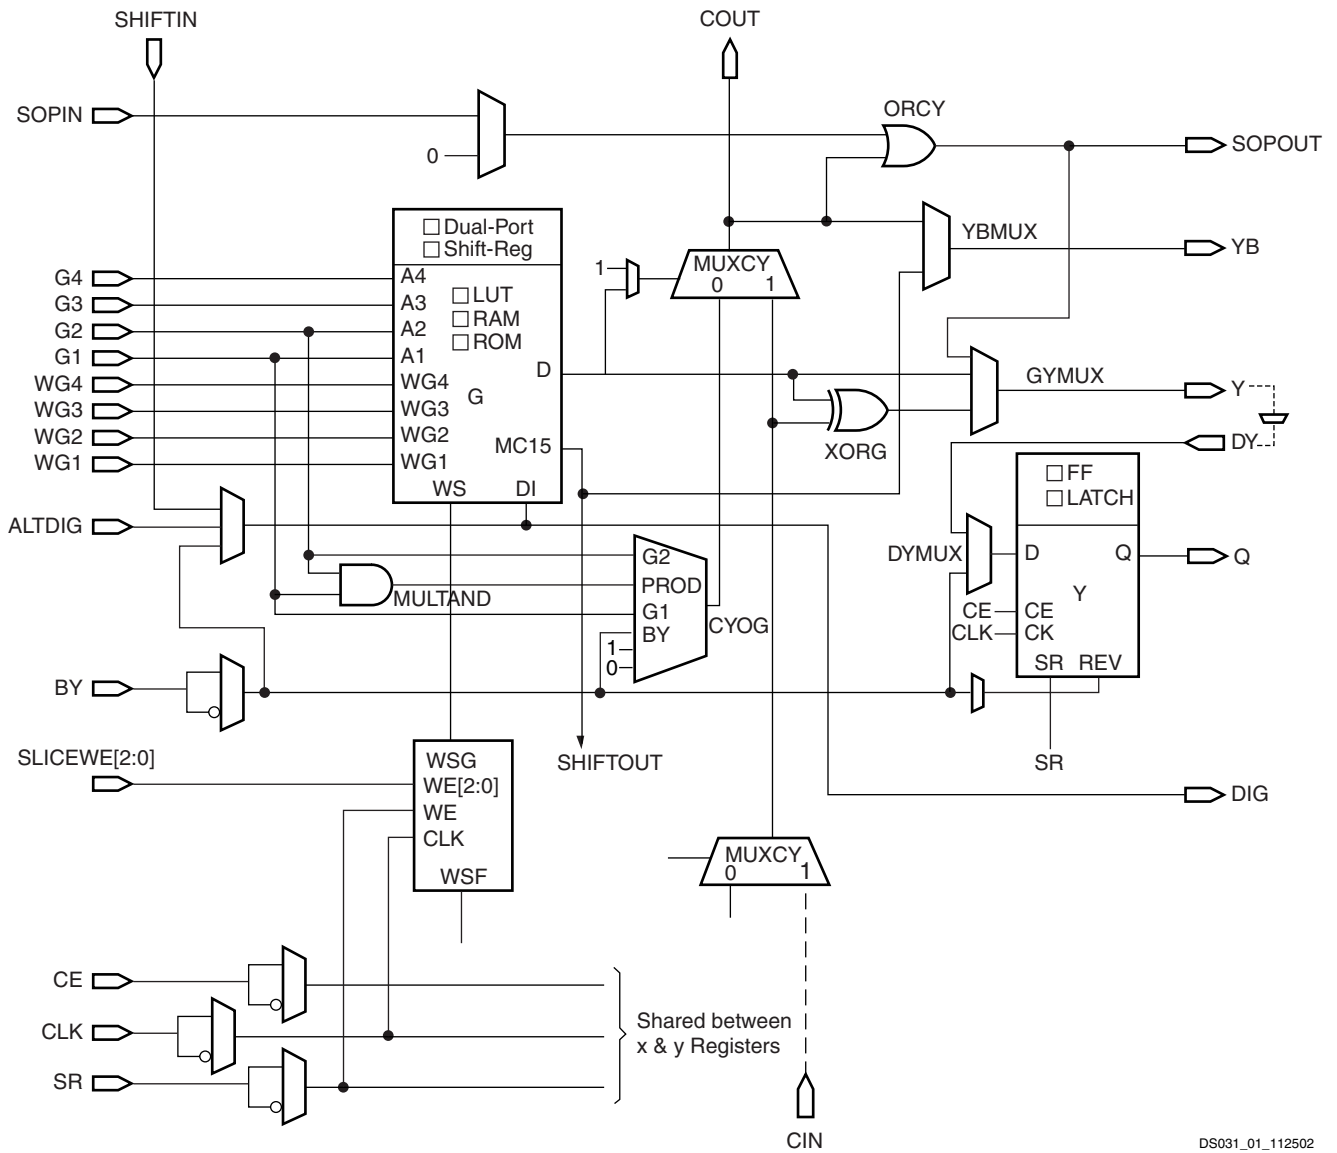 SHIFTIN
COUT
SOPIN
0
ORCY
SOPOUT
Dual-Port
Shift-Reg
YBMUX
YB
G4
G3
G2
G1
WG4
WG3
WG2
WG1
A4
A3
A2
A1
WG4
WG3
WG2
WG1
LUT
RAM
ROM
D
G
MC15
WS
DI
1
MUXCY
0
1
GYMUX
Y
XORG
DY
FF
LATCH
ALTDIG
DYMUX
D
Q
Q
Y
CE
CE
CLK
CK
SR
REV
MULTAND
G2
PROD
G1
BY
1
0
CYOG
BY
SHIFTOUT
SR
SLICEWE[2:0]
WSG
WE[2:0]
WE
CLK
WSF
DIG
MUXCY
0
1
CE
CLK
SR
Shared between
x & y Registers
CIN
DS031_01_112502